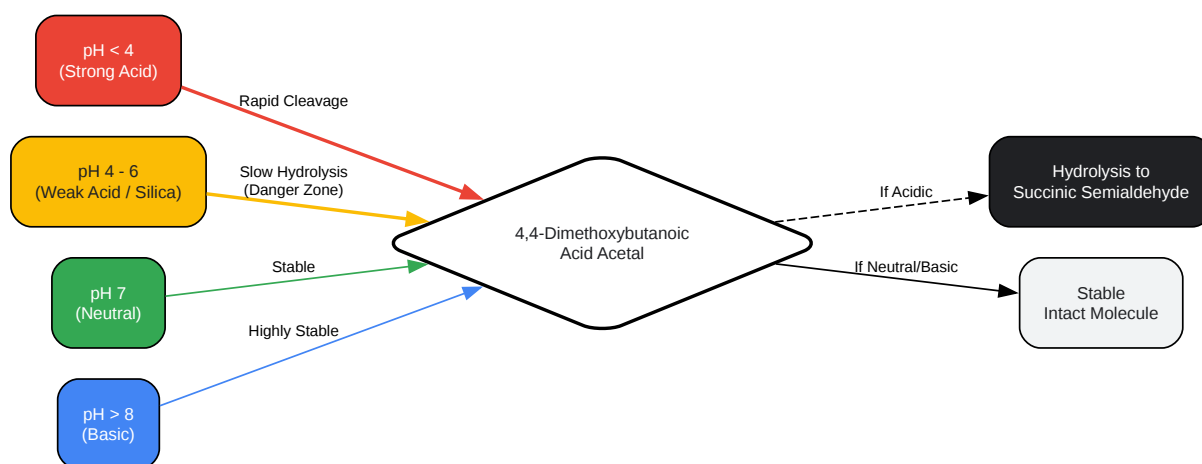 pH < 4
(Strong Acid)
Rapid Cleavage
pH 4 - 6
(Weak Acid / Silica)
Slow Hydrolysis
(Danger Zone)
pH 7
(Neutral)
Stable
pH > 8
(Basic)
Highly Stable
4,4-Dimethoxybutanoic
Acid Acetal
If Acidic
Hydrolysis to
Succinic Semialdehyde
If Neutral/Basic
Stable
Intact Molecule